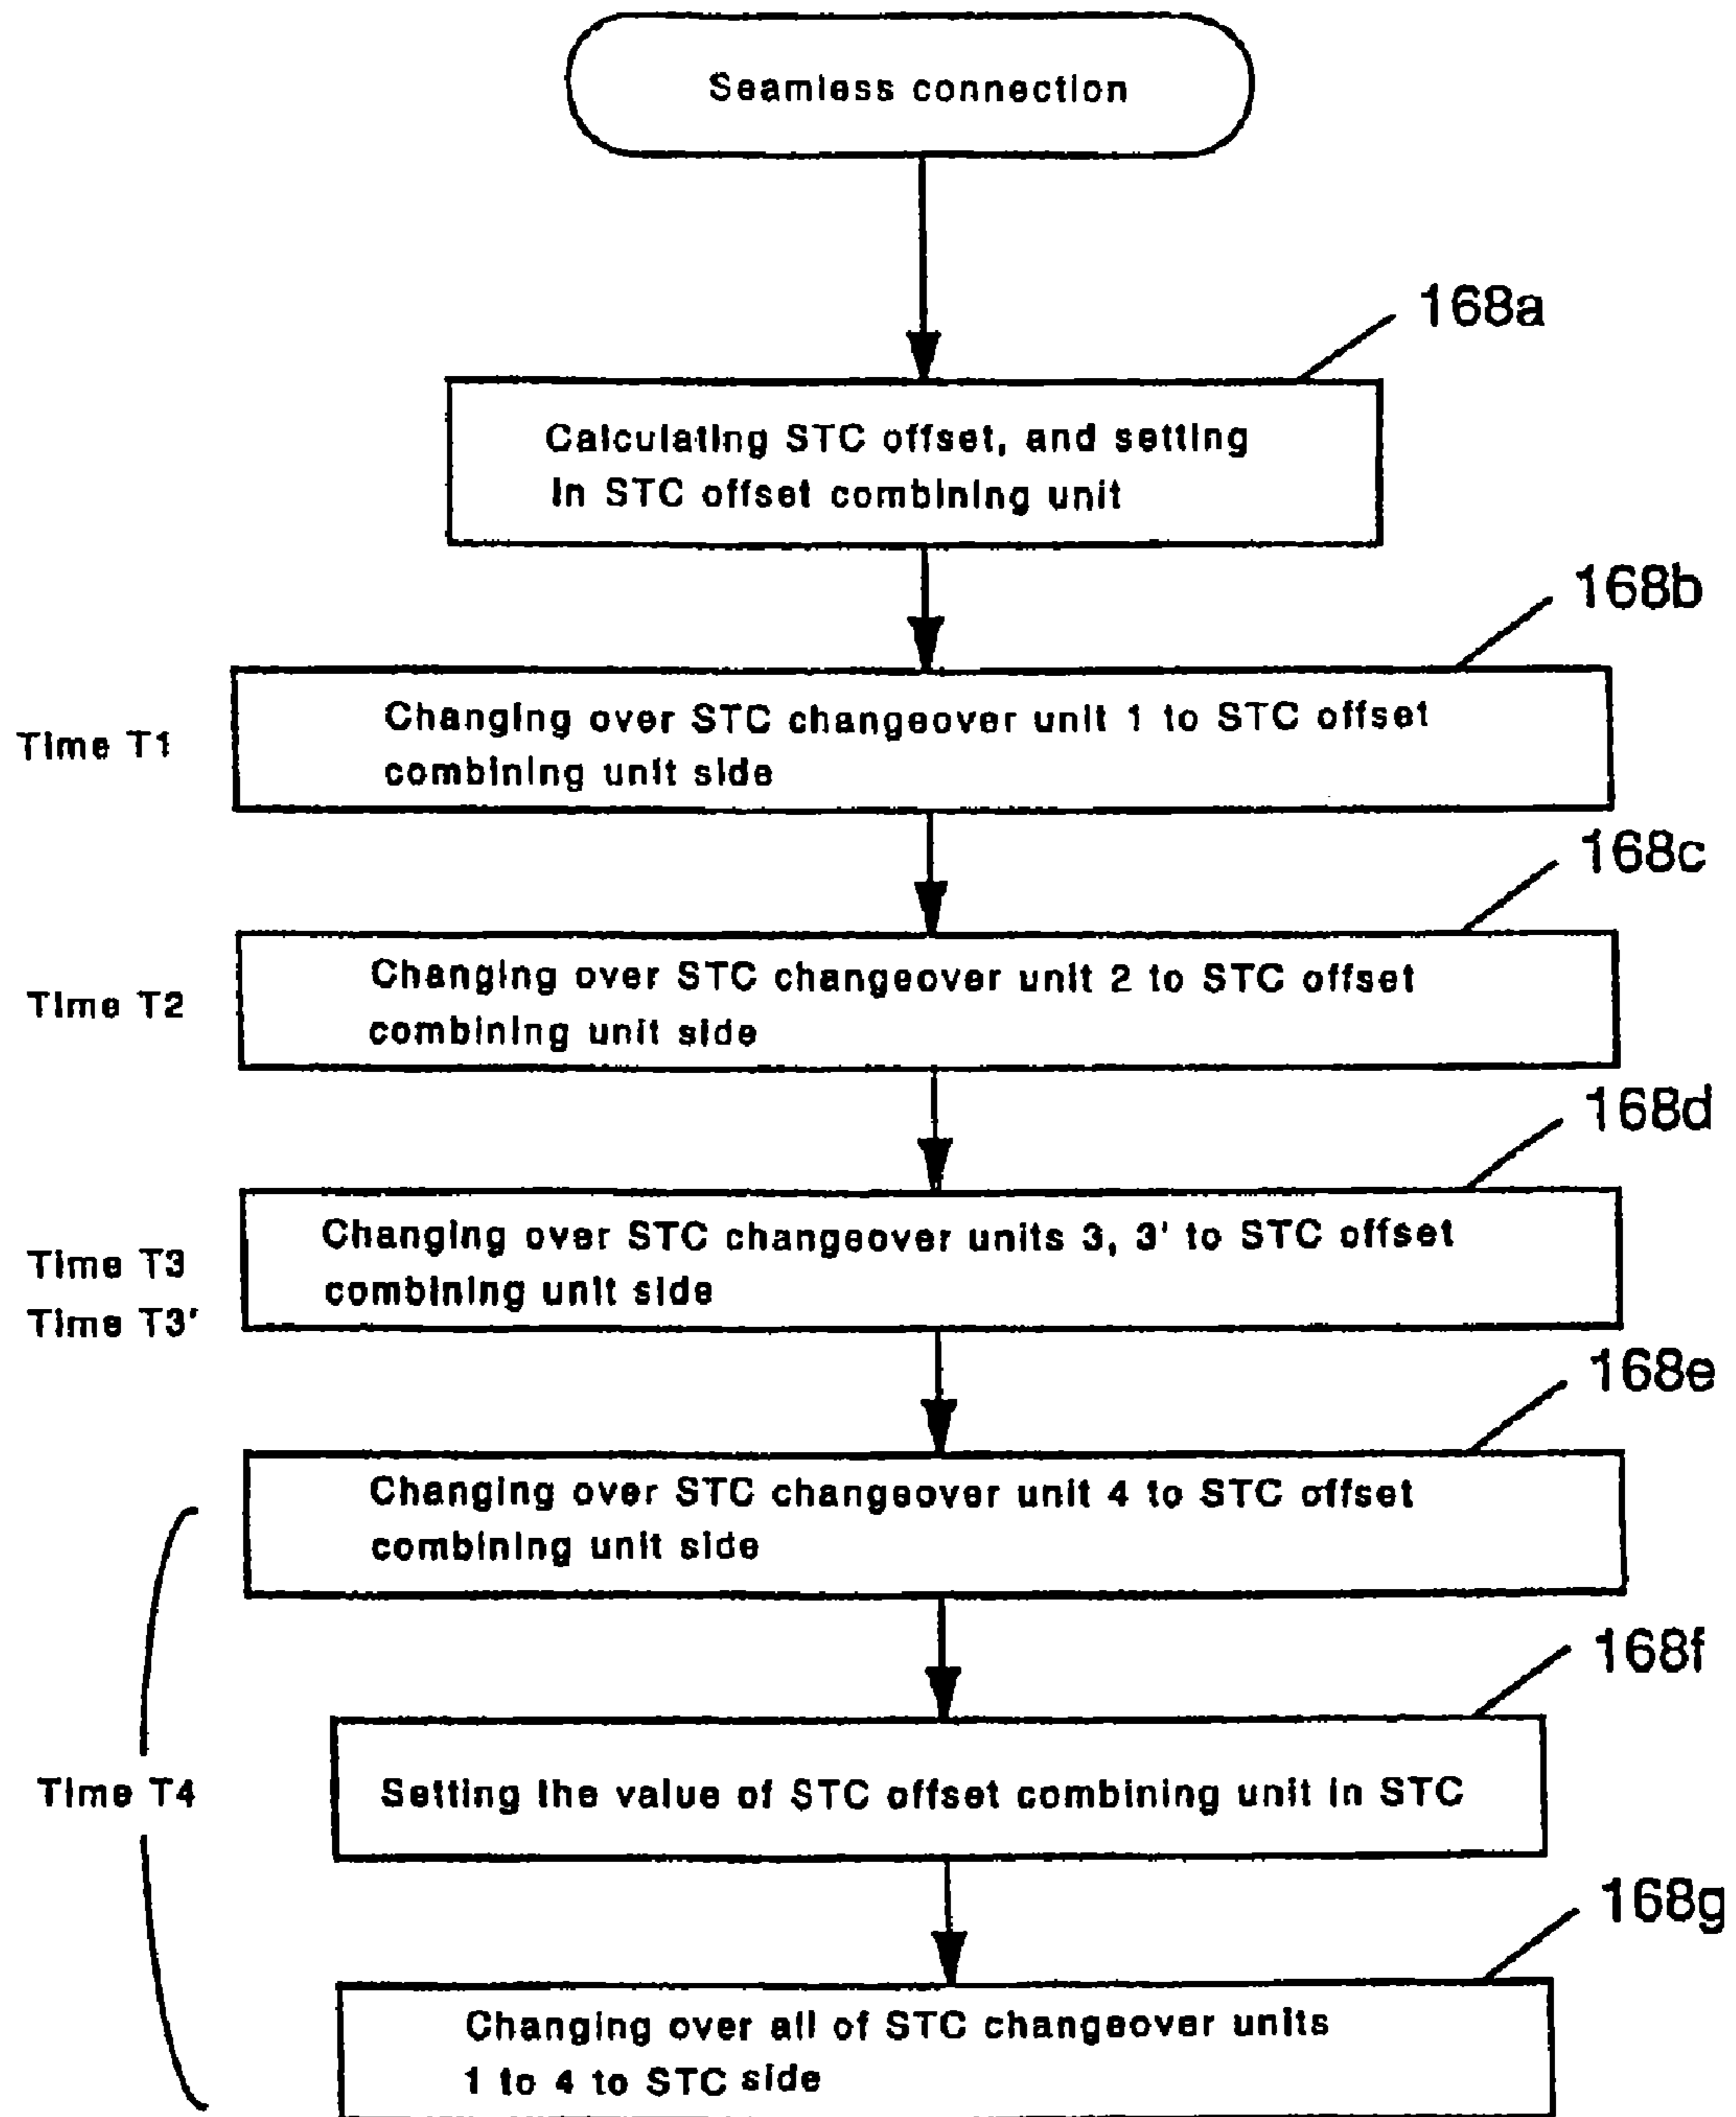 Seamless connection
168a
Calculating STC offset, and setting
in STC offset combining unit
168b
Time T1
Changing over STC changeover unit 1 to STC offset
combining unit side
168c
Time T2
Changing over STC changeover unit 2 to STC offset
combining unit side
168d
Time T3
Time T3'
Changing over STC changeover units 3, 3' to STC offset
combining unit side
168e
Changing over STC changeover unit 4 to STC offset
combining unit side
168f
Time T4
Setting the value of STC offset combining unit in STC
168g
Changing over all of STC changeover units
1 to 4 to STC side